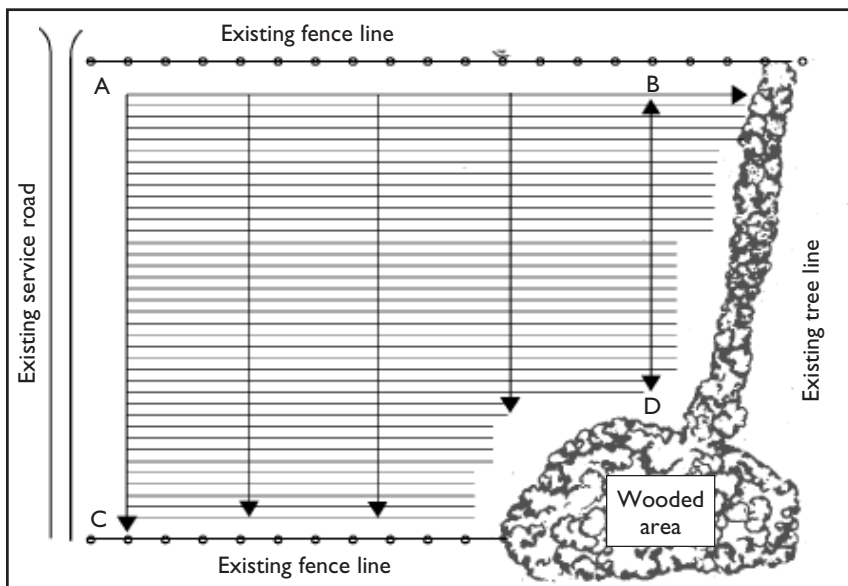 Existing fence line
A
B
Existing service road
Existing tree line
D
C
Wooded
area
Existing fence line